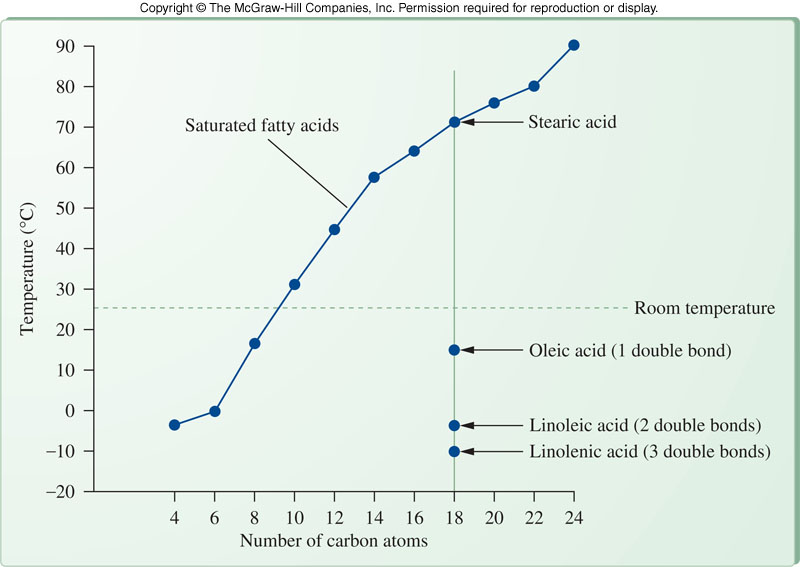 Copyright © The McGraw-Hill Companies, Inc. Permission required for reproduction or display.
90
80
70
60
50
40
30
20
10
0
−10
−20
Temperature (°C)
Saturated fatty acids
Stearic acid
Room temperature
Oleic acid (1 double bond)
Linoleic acid (2 double bonds)
Linolenic acid (3 double bonds)
4 6 8 10 12 14 16 18 20 22 24
Number of carbon atoms